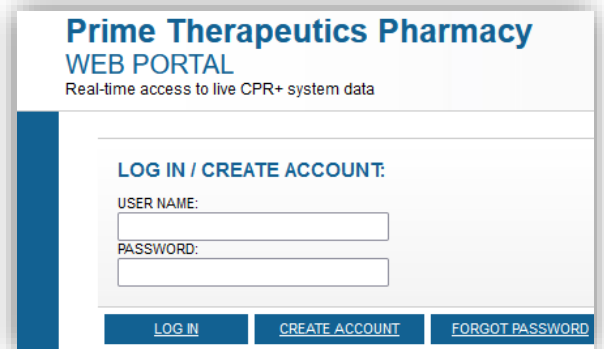 Prime Therapeutics Pharmacy
WEB PORTAL
Real-time access to live CPR+ system data
LOG IN / CREATE ACCOUNT:
USER NAME:
PASSWORD:
LOG IN CREATE ACCOUNT FORGOT PASSWORD